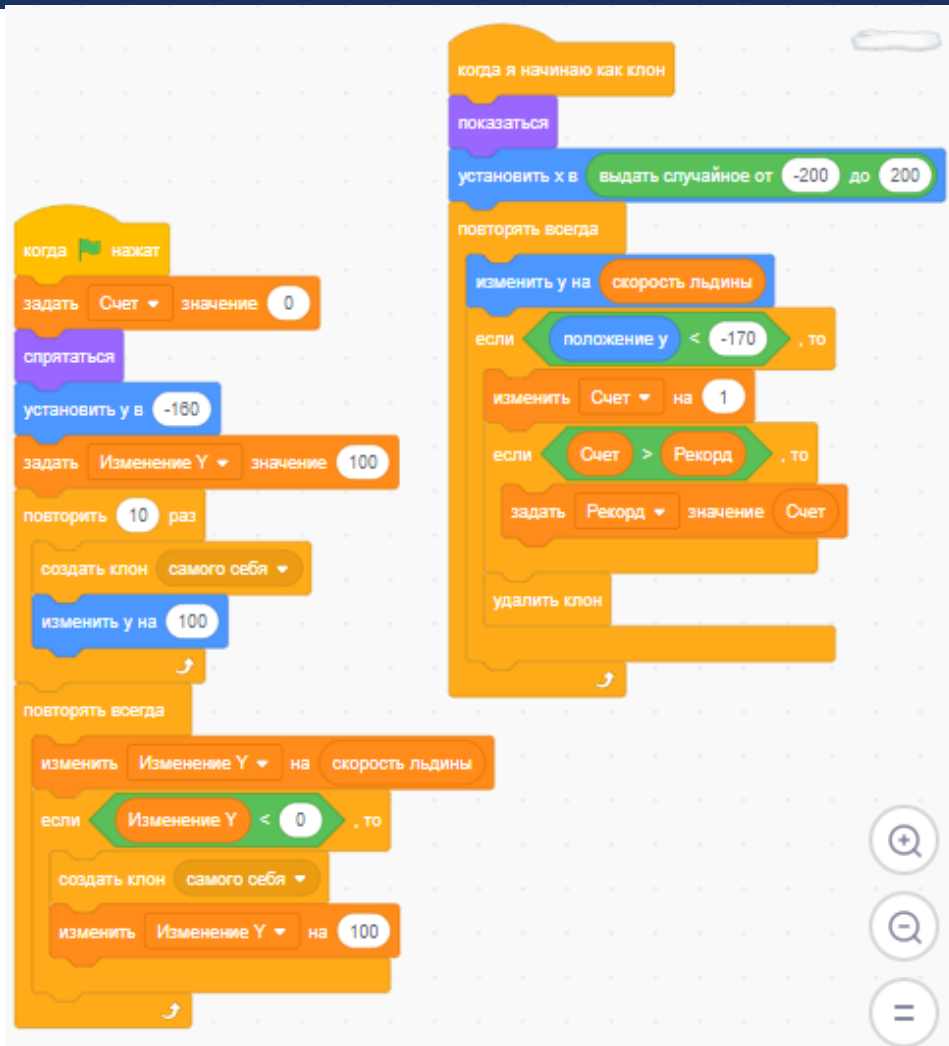 когда нажат
задать Счет значение 0
спрятаться
установить y в -160
задать Изменение Y значение 100
повторить 10 раз
создать клон самого себя
изменить y на 100
повторять всегда
изменить Изменение Y на скорость льдины
если Изменение Y < 0 , то
создать клон самого себя
изменить Изменение Y на 100
когда я начинаю как клон
показаться
установить x в выдать случайное от -200 до 200
повторять всегда
изменить y на скорость льдины
если положение y < -170 , то
изменить Счет на 1
если Счет > Рекорд , то
задать Рекорд значение Счет
удалить клон